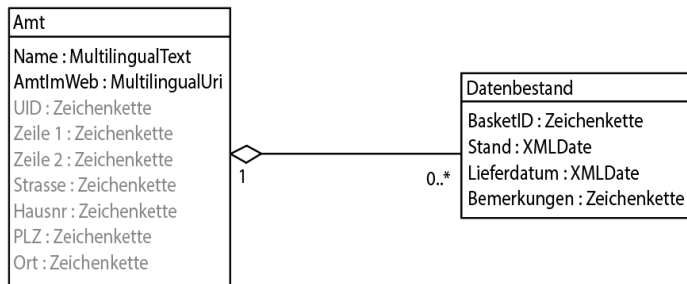 Amt
Name : MultilingualText
AmtImWeb : MultilingualUri
UID : Zeichenkette
Zeile 1 : Zeichenkette
Zeile 2 : Zeichenkette
Strasse : Zeichenkette
Hausnr : Zeichenkette
PLZ : Zeichenkette
Ort : Zeichenkette
1
0..*
Datenbestand
BasketID : Zeichenkette
Stand : XMLDate
Lieferdatum : XMLDate
Bemerkungen : Zeichenkette